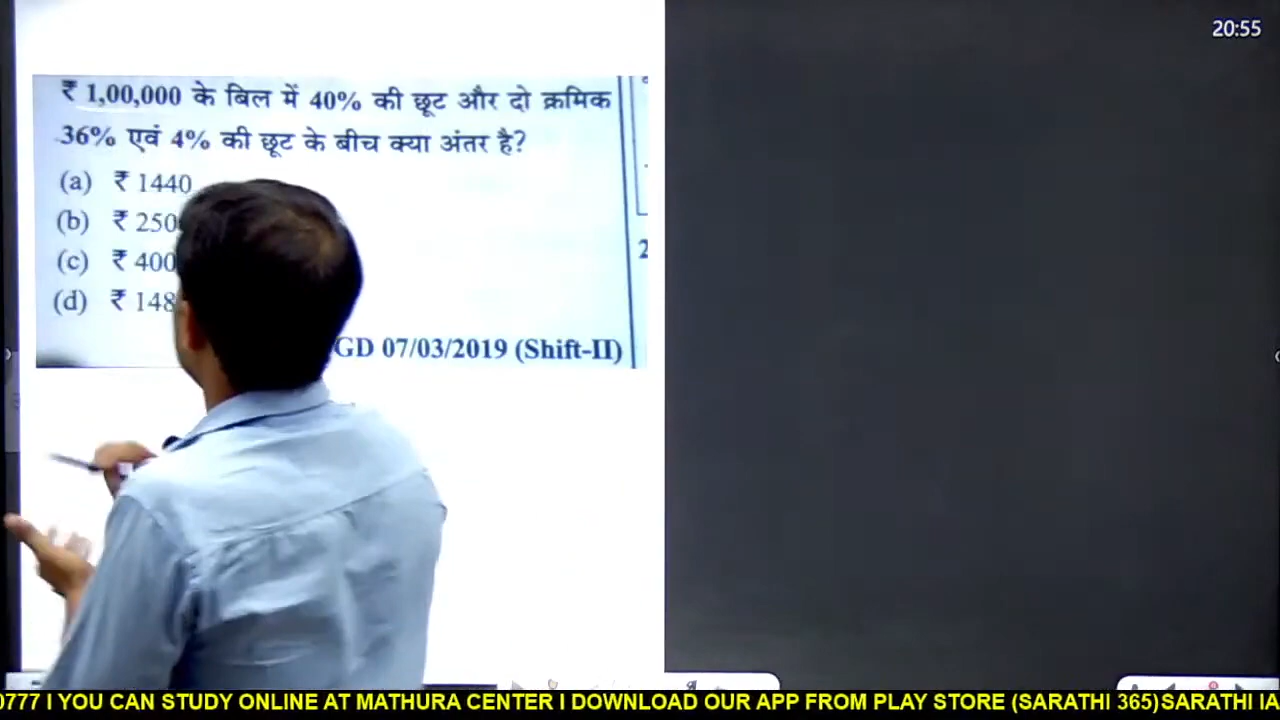 20:55
₹ 1,00,000 के बिल में 40% की छूट और दो क्रमिक
36% एवं 4% की छूट के बीच क्या अंतर है?
(a) ₹ 1440
(b) ₹ 250
(c) ₹ 400
(d) ₹ 148
2
GD 07/03/2019 (Shift-II)
0777 I YOU CAN STUDY ONLINE AT MATHURA CENTER I DOWNLOAD OUR APP FROM PLAY STORE (SARATHI 365)SARATHI IA